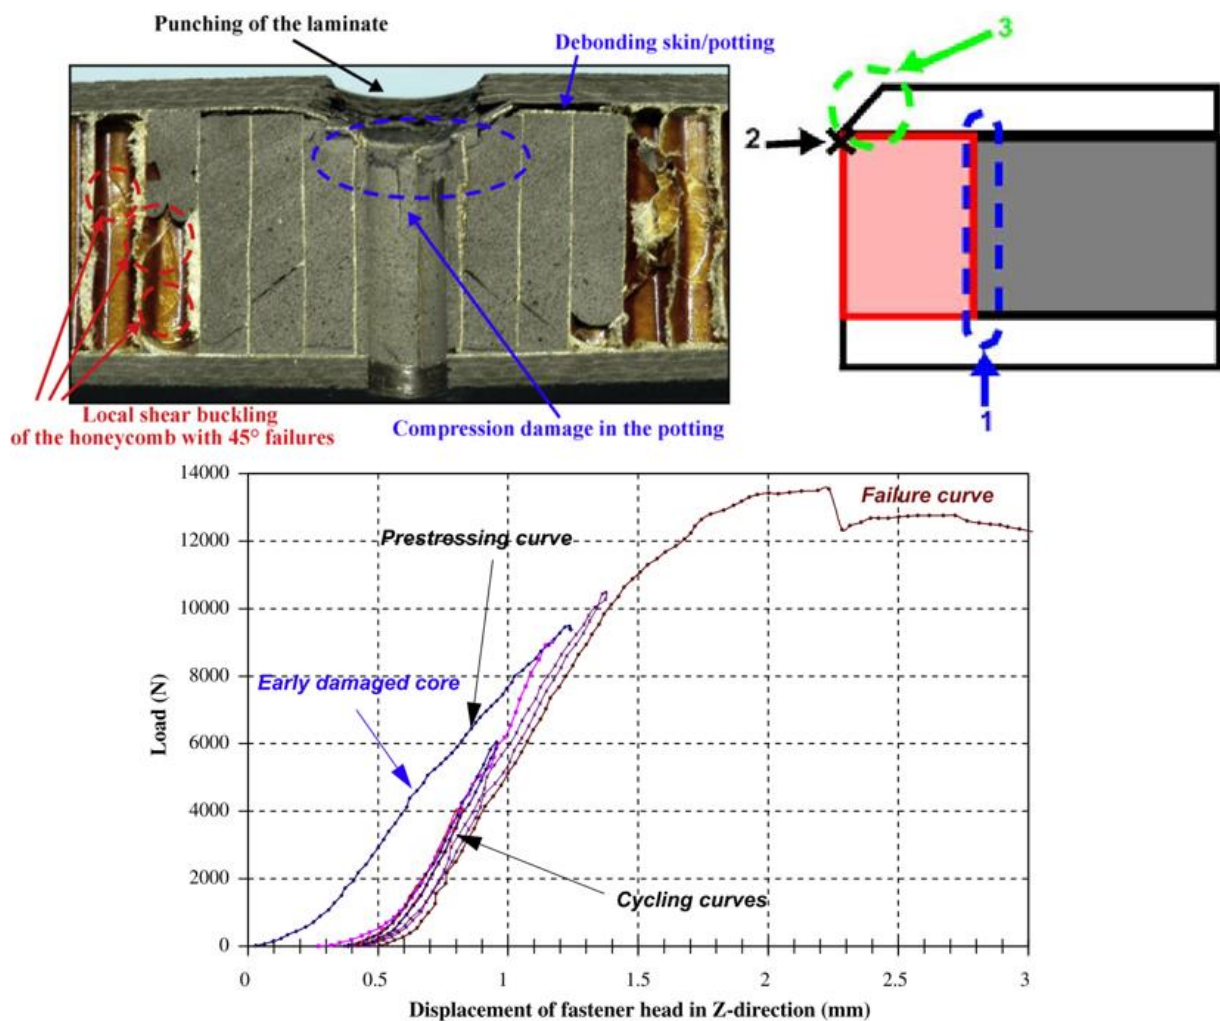 Punching of the laminate
Debonding skin/potting
3
2
1
Local shear buckling
of the honeycomb with 45° failures
Compression damage in the potting
14000
12000
10000
8000
6000
4000
2000
0
Load (N)
Failure curve
Prestressing curve
Early damaged core
Cycling curves
0
0.5
1
1.5
2
2.5
3
Displacement of fastener head in Z-direction (mm)